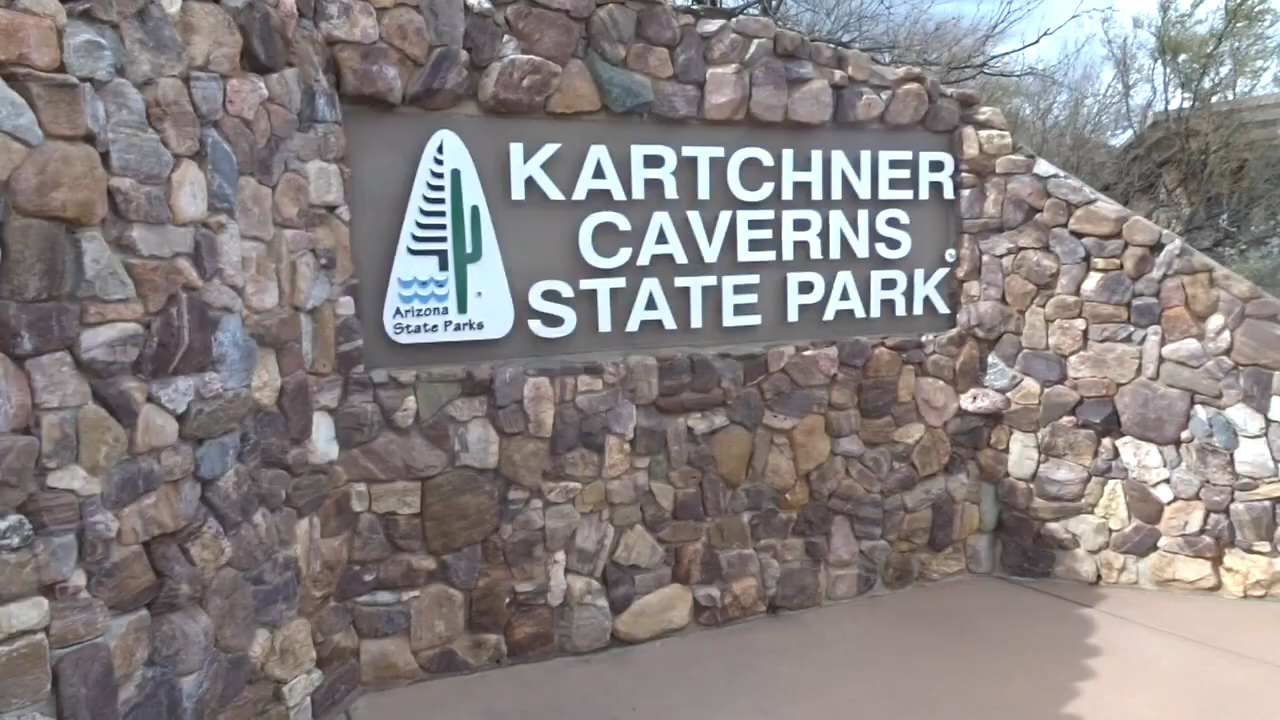 KARTCHNER
CAVERNS
STATE PARK
Arizona
State Parks